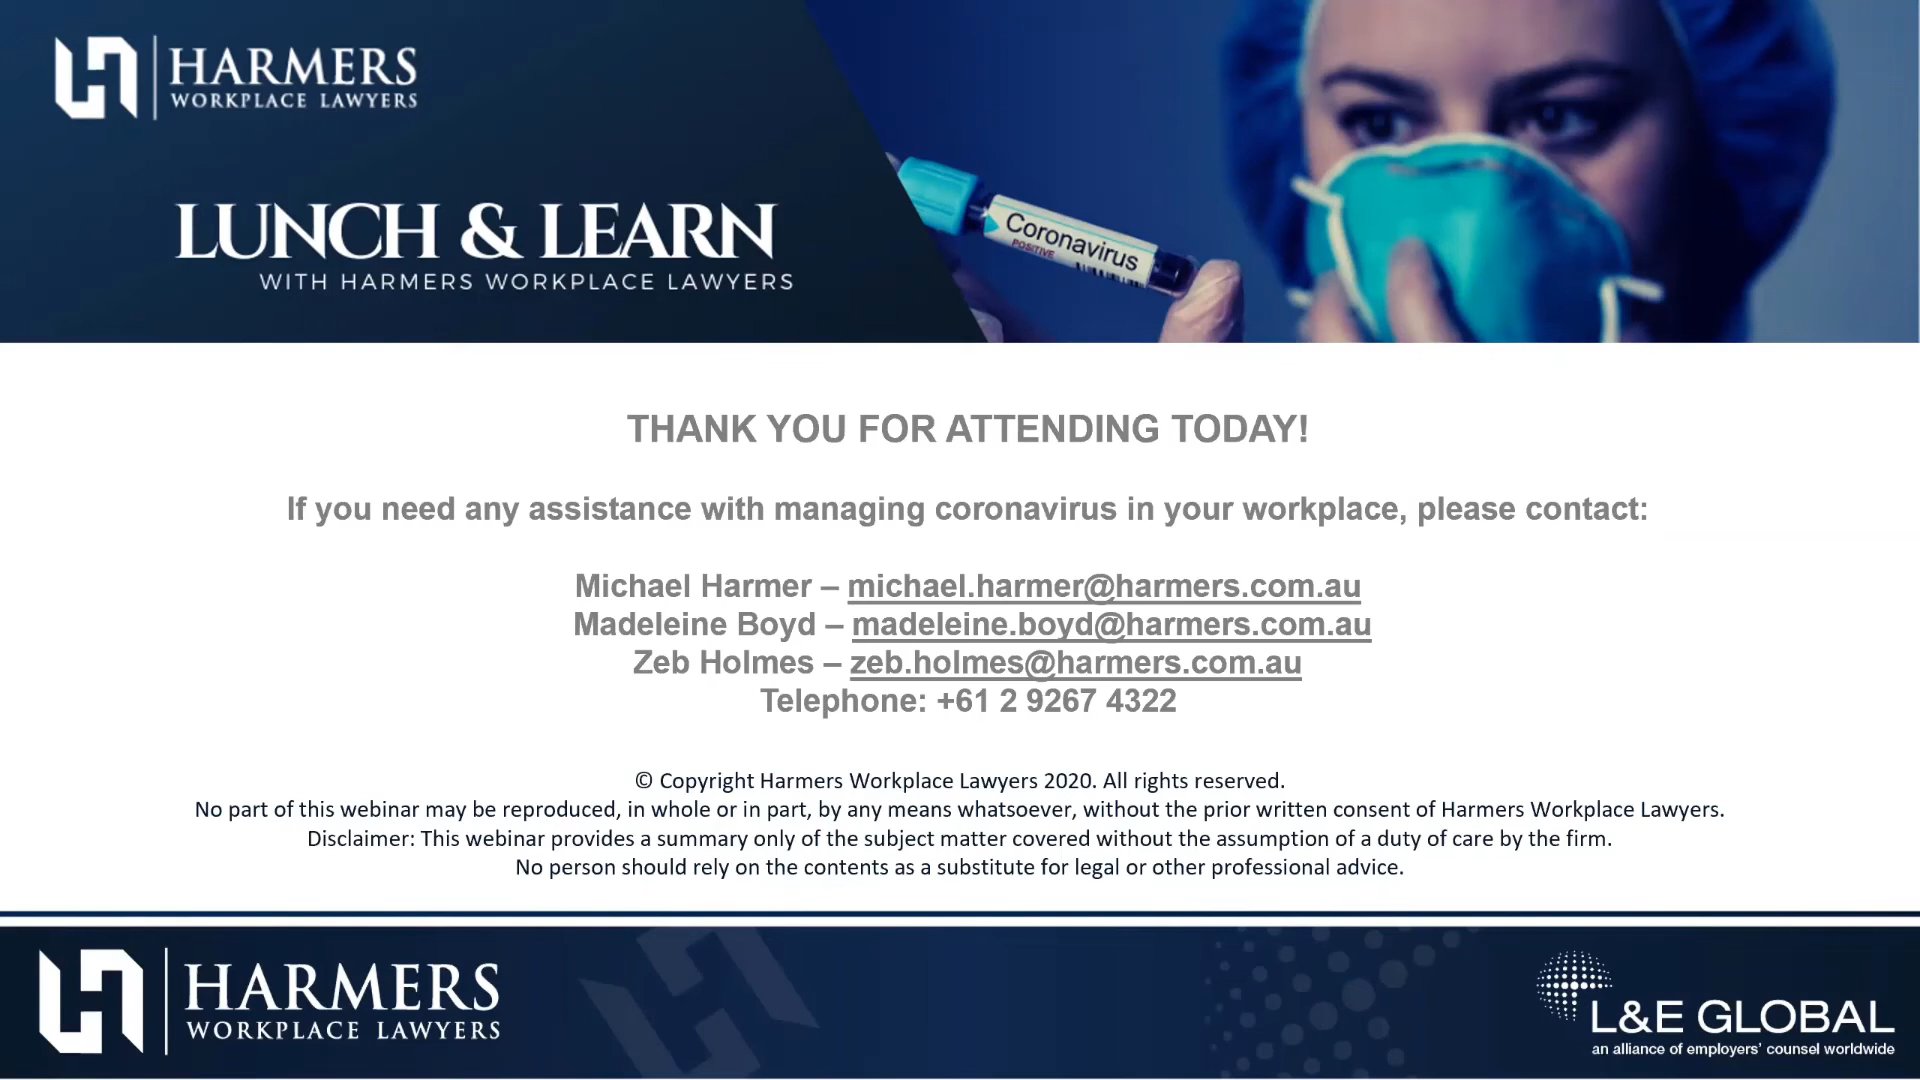 HARMERS
WORKPLACE LAWYERS
LUNCH & LEARN
WITH HARMERS WORKPLACE LAWYERS
Coronavirus
POSITIVE
THANK YOU FOR ATTENDING TODAY!
If you need any assistance with managing coronavirus in your workplace, please contact:
Michael Harmer – michael.harmer@harmers.com.au
Madeleine Boyd – madeleine.boyd@harmers.com.au
Zeb Holmes – zeb.holmes@harmers.com.au
Telephone: +61 2 9267 4322
© Copyright Harmers Workplace Lawyers 2020. All rights reserved.
No part of this webinar may be reproduced, in whole or in part, by any means whatsoever, without the prior written consent of Harmers Workplace Lawyers.
Disclaimer: This webinar provides a summary only of the subject matter covered without the assumption of a duty of care by the firm.
No person should rely on the contents as a substitute for legal or other professional advice.
HARMERS
WORKPLACE LAWYERS
L&E GLOBAL
an alliance of employers' counsel worldwide